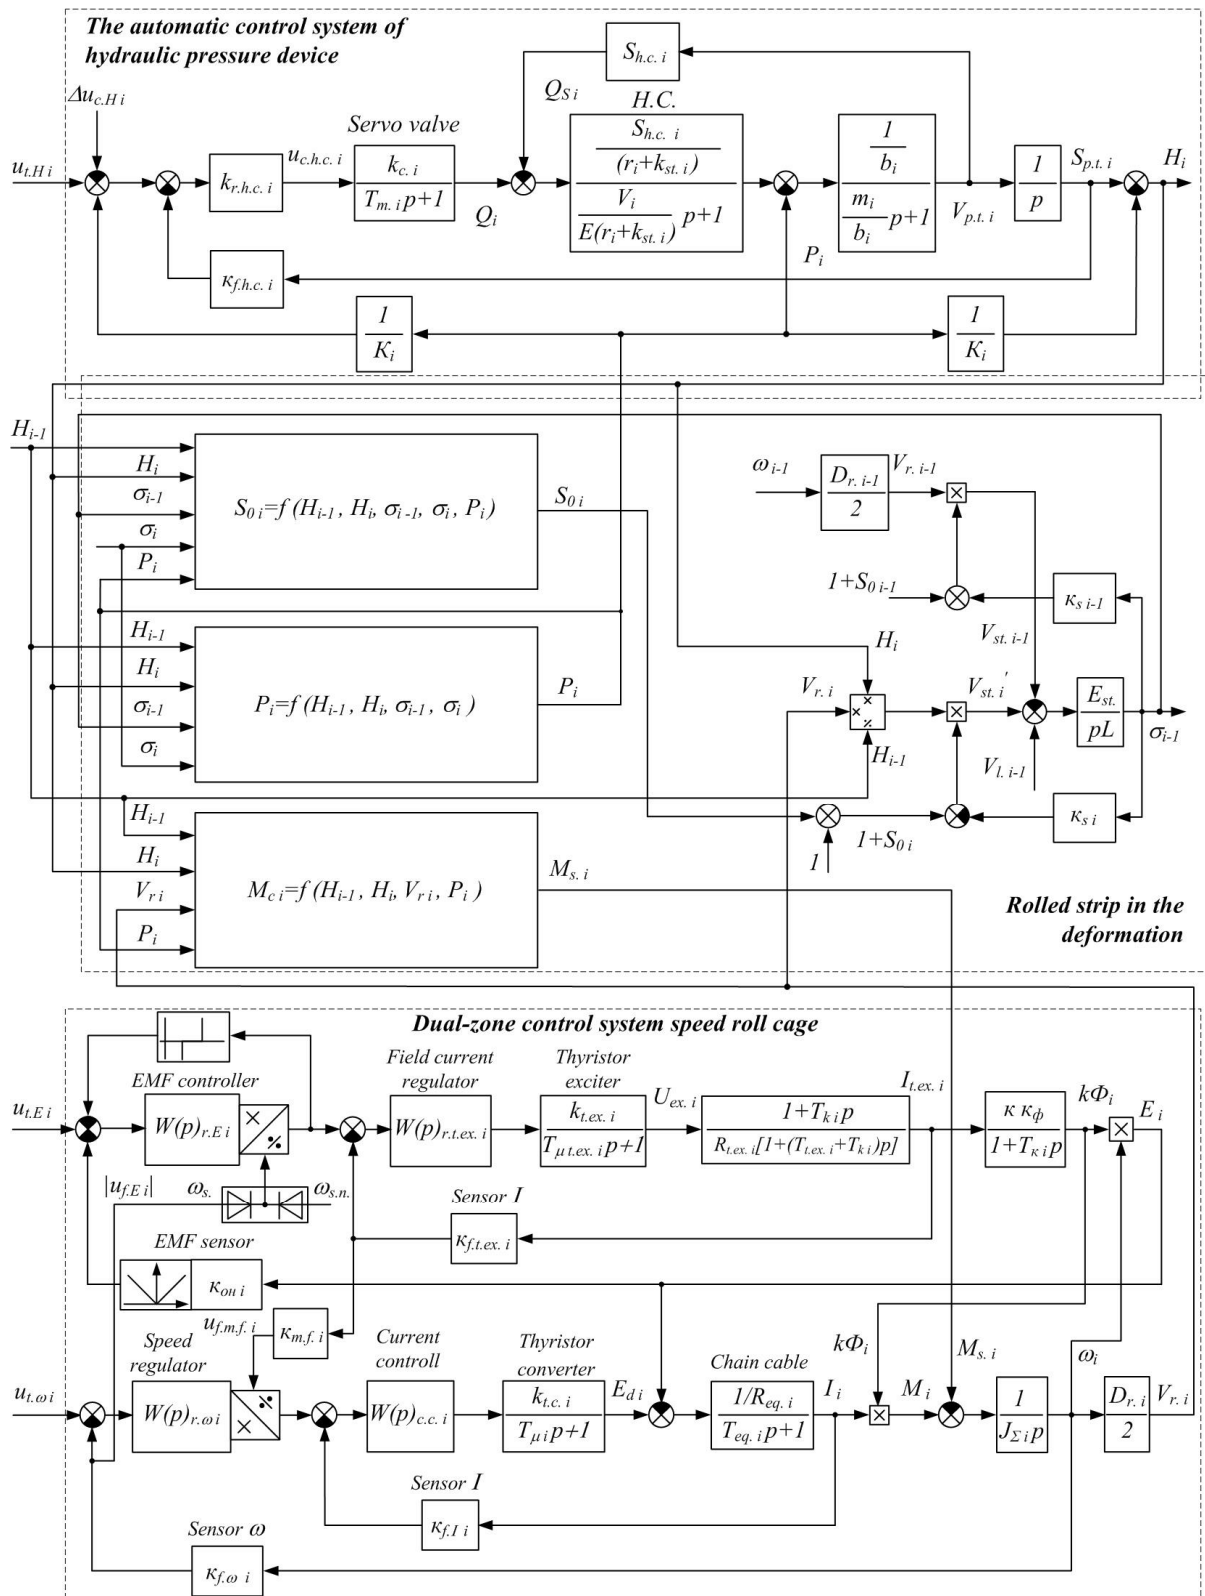 The automatic control system of
hydraulic pressure device
S_{h.c. i}
Δu_{c.H i}
Q_{S i}
H.C.
Servo valve
u_{t.H i}
k_{r.h.c. i}
u_{c.h.c. i}
k_{c. i} / T_{m. i} p+1
Q_i
S_{h.c. i} / (r_i+k_{st. i})
V_i / E(r_i+k_{st. i}) p+1
1 / b_i
m_i / b_i p+1
V_{p.t. i}
1 / p
S_{p.t. i}
H_i
P_i
κ_{f.h.c. i}
1 / K_i
1 / K_i
H_{i-1}
H_i
σ_{i-1}
σ_i
P_i
S_{0 i}=f (H_{i-1}, H_i, σ_{i-1}, σ_i, P_i)
S_{0 i}
ω_{i-1}
D_{r. i-1} / 2
V_{r. i-1}
×
1+S_{0 i-1}
κ_{s i-1}
V_{st. i-1}
H_{i-1}
H_i
σ_{i-1}
σ_i
P_i=f (H_{i-1}, H_i, σ_{i-1}, σ_i )
P_i
H_i
V_{r. i}
× × ÷
H_{i-1}
×
V_{st. i}′
E_{st.} / pL
σ_{i-1}
V_{l. i-1}
κ_{s i}
1
1+S_{0 i}
H_{i-1}
H_i
V_{r i}
P_i
M_{c i}=f (H_{i-1}, H_i, V_{r i}, P_i )
M_{s. i}
Rolled strip in the
deformation
Dual-zone control system speed roll cage
EMF controller
Field current
regulator
Thyristor
exciter
u_{t.E i}
W(p)_{r.E i}
× ÷
W(p)_{r.t.ex. i}
k_{t.ex. i} / T_{μ t.ex. i} p+1
U_{ex. i}
1+T_{k i} p / R_{t.ex. i}[1+(T_{t.ex. i}+T_{k i})p]
I_{t.ex. i}
κ κ_ф / 1+T_{κ i} p
kΦ_i
×
E_i
|u_{f.E i}|
ω_{s.}
ω_{s.n.}
Sensor I
κ_{f.t.ex. i}
EMF sensor
κ_{он i}
u_{f.m.f. i}
κ_{m.f. i}
Speed
regulator
Current
controll
Thyristor
converter
Chain cable
u_{t.ω i}
W(p)_{r.ω i}
× ÷
W(p)_{c.c. i}
k_{t.c. i} / T_{μ i} p+1
E_{d i}
1/R_{eq. i} / T_{eq. i} p+1
I_i
kΦ_i
×
M_i
M_{s. i}
1 / J_{Σ i} p
ω_i
D_{r. i} / 2
V_{r. i}
Sensor I
κ_{f.I i}
Sensor ω
κ_{f.ω i}